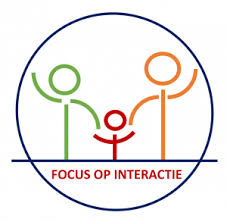 FOCUS OP INTERACTIE